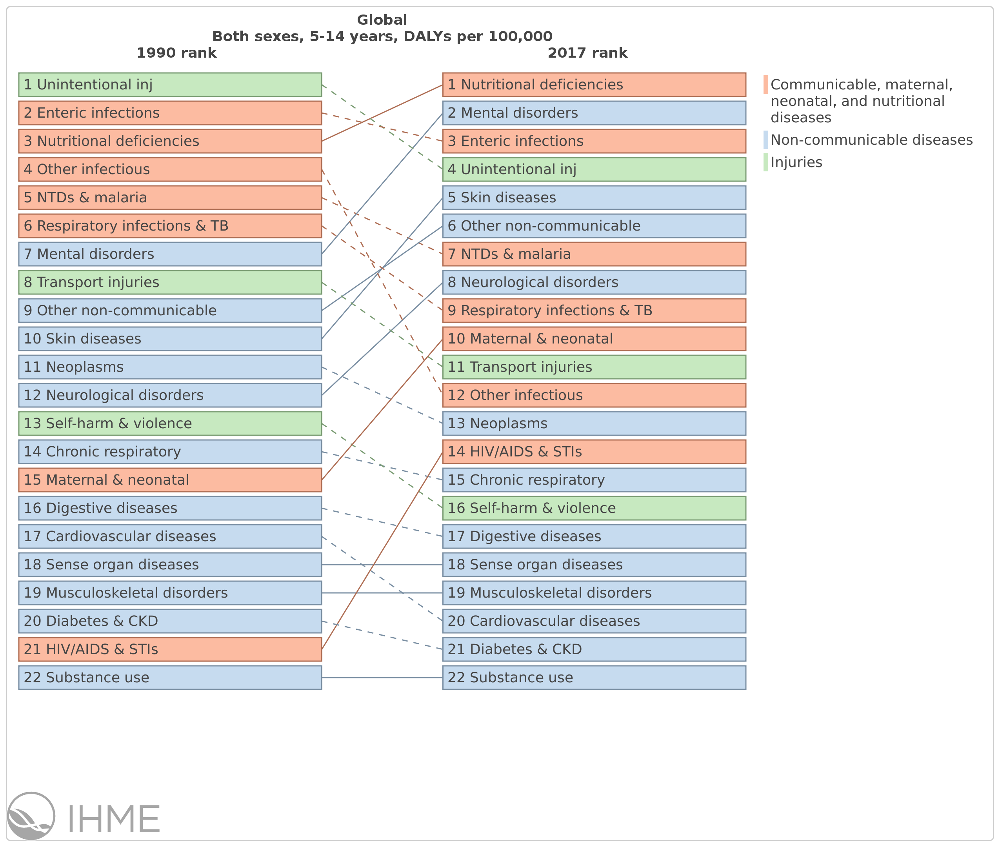 Global
Both sexes, 5-14 years, DALYs per 100,000
1990 rank
2017 rank
1 Unintentional inj
2 Enteric infections
3 Nutritional deficiencies
4 Other infectious
5 NTDs & malaria
6 Respiratory infections & TB
7 Mental disorders
8 Transport injuries
9 Other non-communicable
10 Skin diseases
11 Neoplasms
12 Neurological disorders
13 Self-harm & violence
14 Chronic respiratory
15 Maternal & neonatal
16 Digestive diseases
17 Cardiovascular diseases
18 Sense organ diseases
19 Musculoskeletal disorders
20 Diabetes & CKD
21 HIV/AIDS & STIs
22 Substance use
1 Nutritional deficiencies
2 Mental disorders
3 Enteric infections
4 Unintentional inj
5 Skin diseases
6 Other non-communicable
7 NTDs & malaria
8 Neurological disorders
9 Respiratory infections & TB
10 Maternal & neonatal
11 Transport injuries
12 Other infectious
13 Neoplasms
14 HIV/AIDS & STIs
15 Chronic respiratory
16 Self-harm & violence
17 Digestive diseases
18 Sense organ diseases
19 Musculoskeletal disorders
20 Cardiovascular diseases
21 Diabetes & CKD
22 Substance use
Communicable, maternal,
neonatal, and nutritional
diseases
Non-communicable diseases
Injuries
IHME